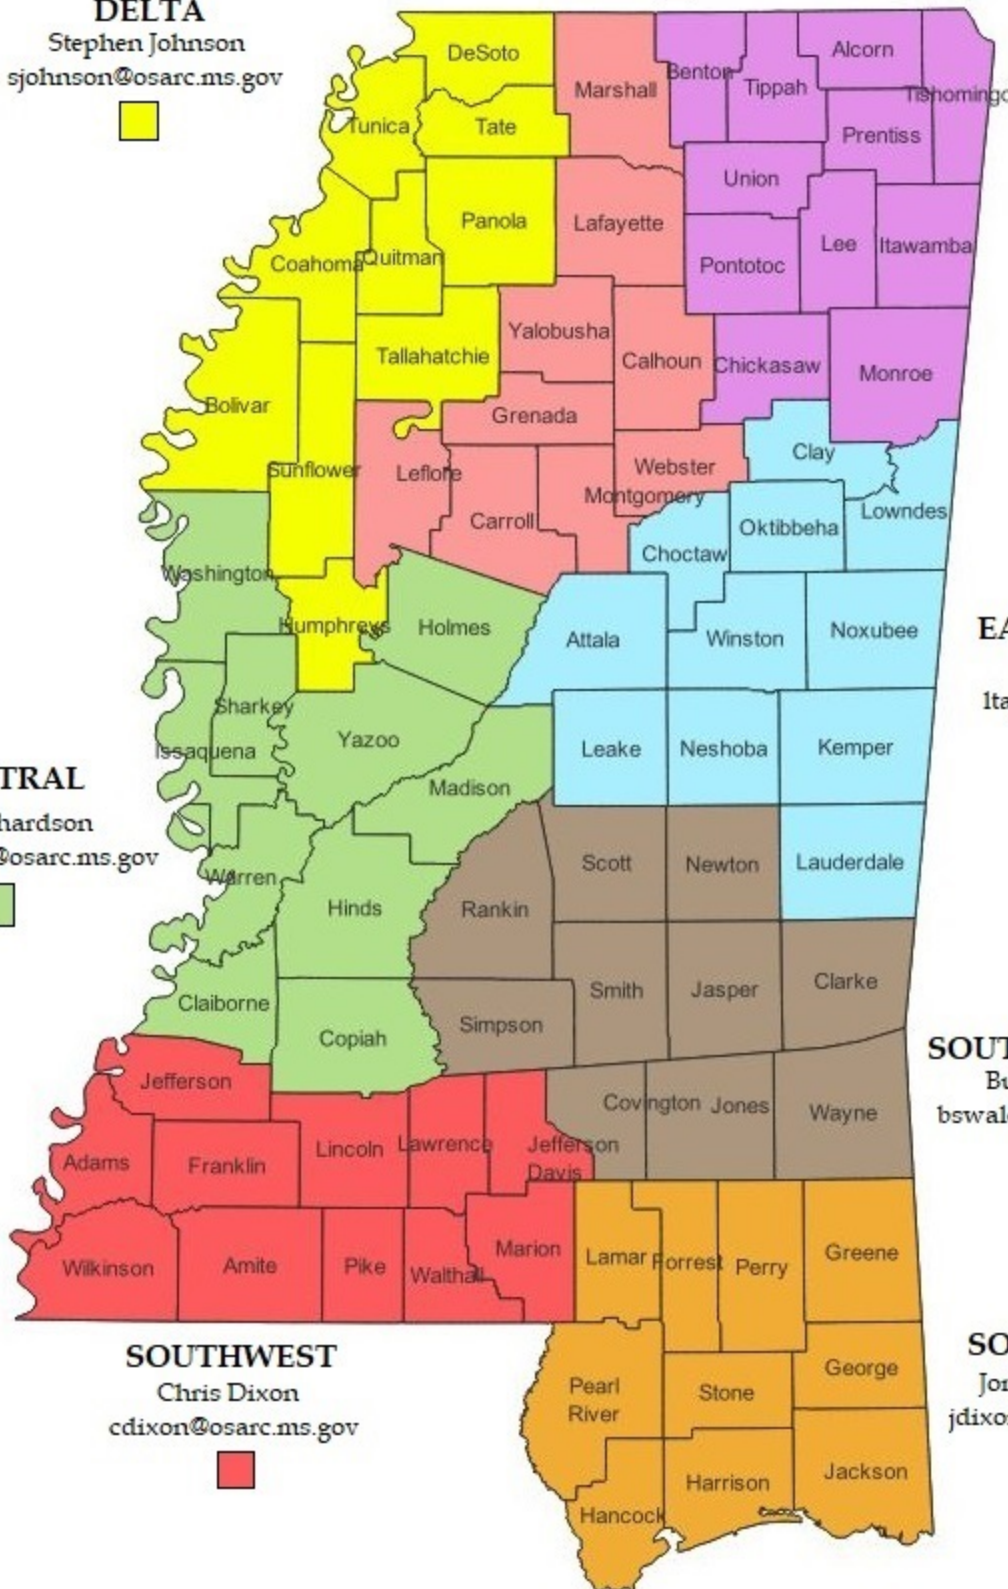 DELTA
Stephen Johnson
sjohnson@osarc.ms.gov
DeSoto
Marshall
Benton
Tippah
Alcorn
Tishomingo
Tunica
Tate
Prentiss
Union
Panola
Lafayette
Lee
Itawamba
Coahoma
Quitman
Pontotoc
Yalobusha
Tallahatchie
Calhoun
Chickasaw
Monroe
Bolivar
Grenada
Sunflower
Leflore
Webster
Clay
Montgomery
Carroll
Oktibbeha
Lowndes
Choctaw
Washington
Humphreys
Holmes
Attala
Winston
Noxubee
EA
lta
Sharkey
Issaquena
Yazoo
Madison
Leake
Neshoba
Kemper
TRAL
hardson
@osarc.ms.gov
Warren
Hinds
Rankin
Scott
Newton
Lauderdale
Claiborne
Copiah
Simpson
Smith
Jasper
Clarke
SOUT
Bu
bswal
Jefferson
Covington
Jones
Wayne
Adams
Franklin
Lincoln
Lawrence
Jefferson
Davis
Wilkinson
Amite
Pike
Walthall
Marion
Lamar
Forrest
Perry
Greene
SOUTHWEST
Chris Dixon
cdixon@osarc.ms.gov
SO
Jor
jdixo
Pearl
River
Stone
George
Hancock
Harrison
Jackson